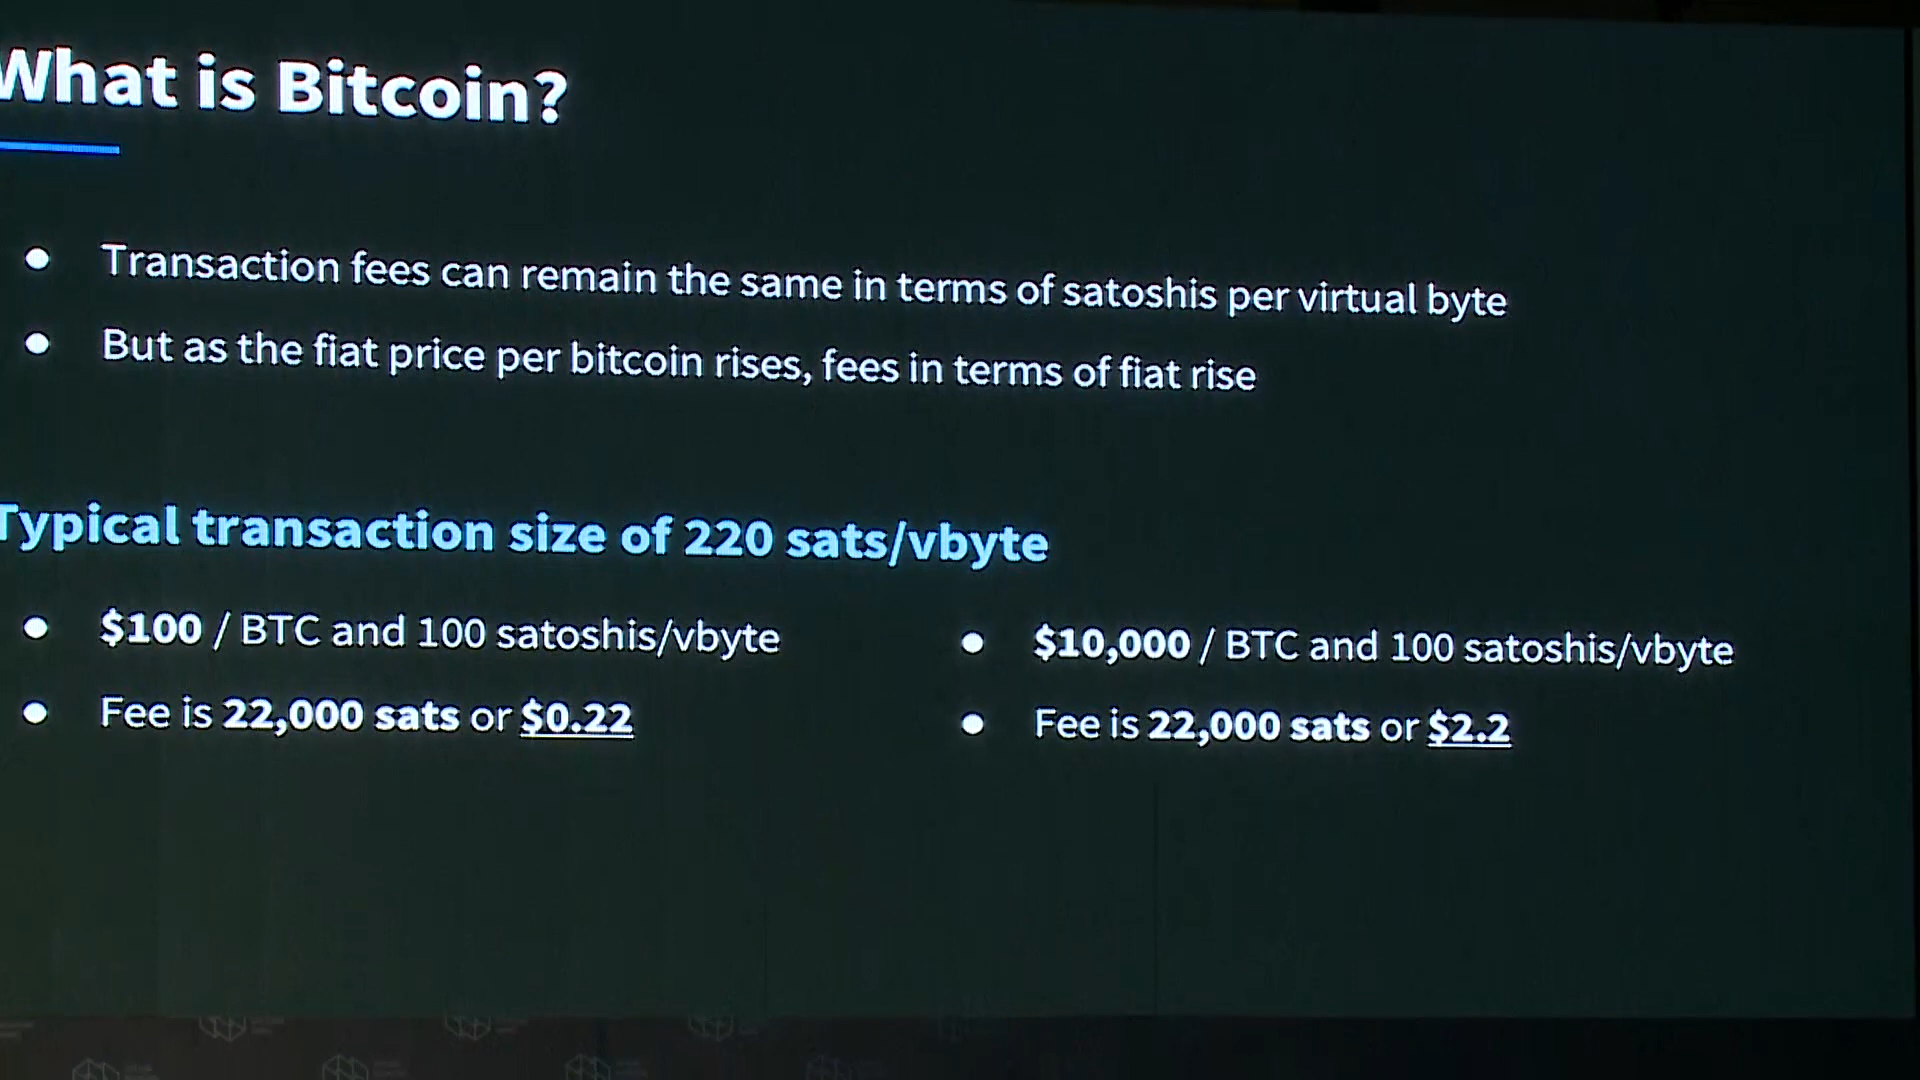 What is Bitcoin?
● Transaction fees can remain the same in terms of satoshis per virtual byte
● But as the fiat price per bitcoin rises, fees in terms of fiat rise
Typical transaction size of 220 sats/vbyte
● $100 / BTC and 100 satoshis/vbyte
● Fee is 22,000 sats or $0.22
● $10,000 / BTC and 100 satoshis/vbyte
● Fee is 22,000 sats or $2.2